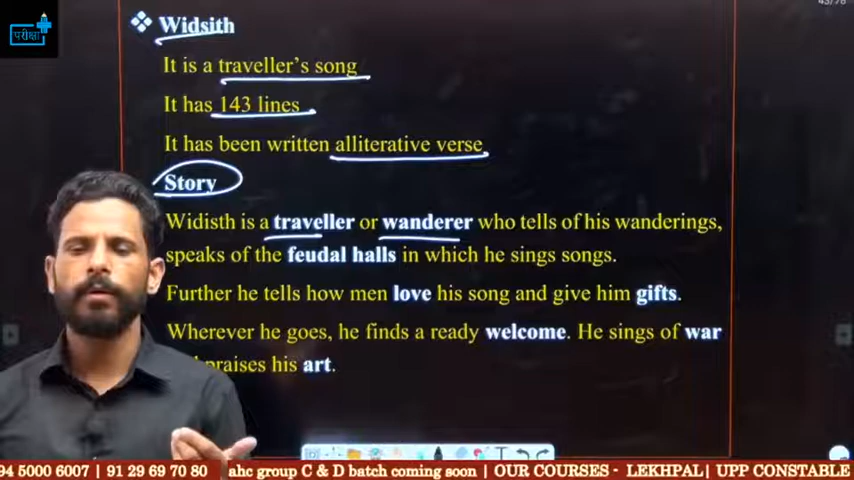 43/78
परीक्षा
❖ Widsith
It is a traveller's song
It has 143 lines
It has been written alliterative verse
Story
Widisth is a traveller or wanderer who tells of his wanderings,
speaks of the feudal halls in which he sings songs.
Further he tells how men love his song and give him gifts.
Wherever he goes, he finds a ready welcome. He sings of war
praises his art.
94 5000 6007 | 91 29 69 70 80 ahc group C & D batch coming soon | OUR COURSES - LEKHPAL| UPP CONSTABLE